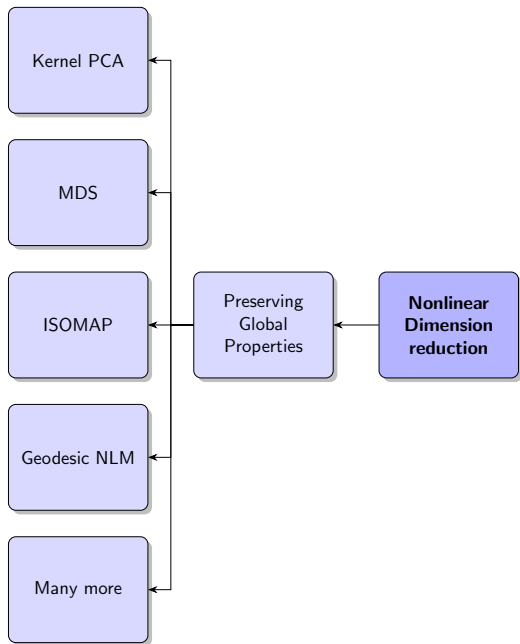 Kernel PCA
MDS
ISOMAP
Geodesic NLM
Many more
Preserving
Global
Properties
Nonlinear
Dimension
reduction